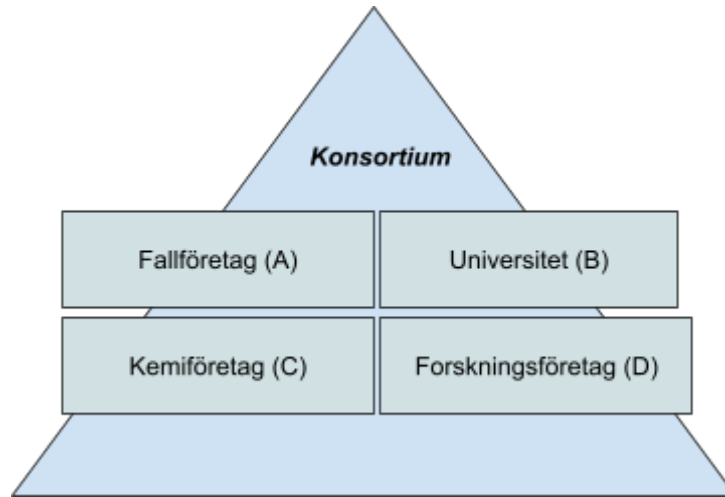 Konsortium
Fallföretag (A)
Universitet (B)
Kemiföretag (C)
Forskningsföretag (D)